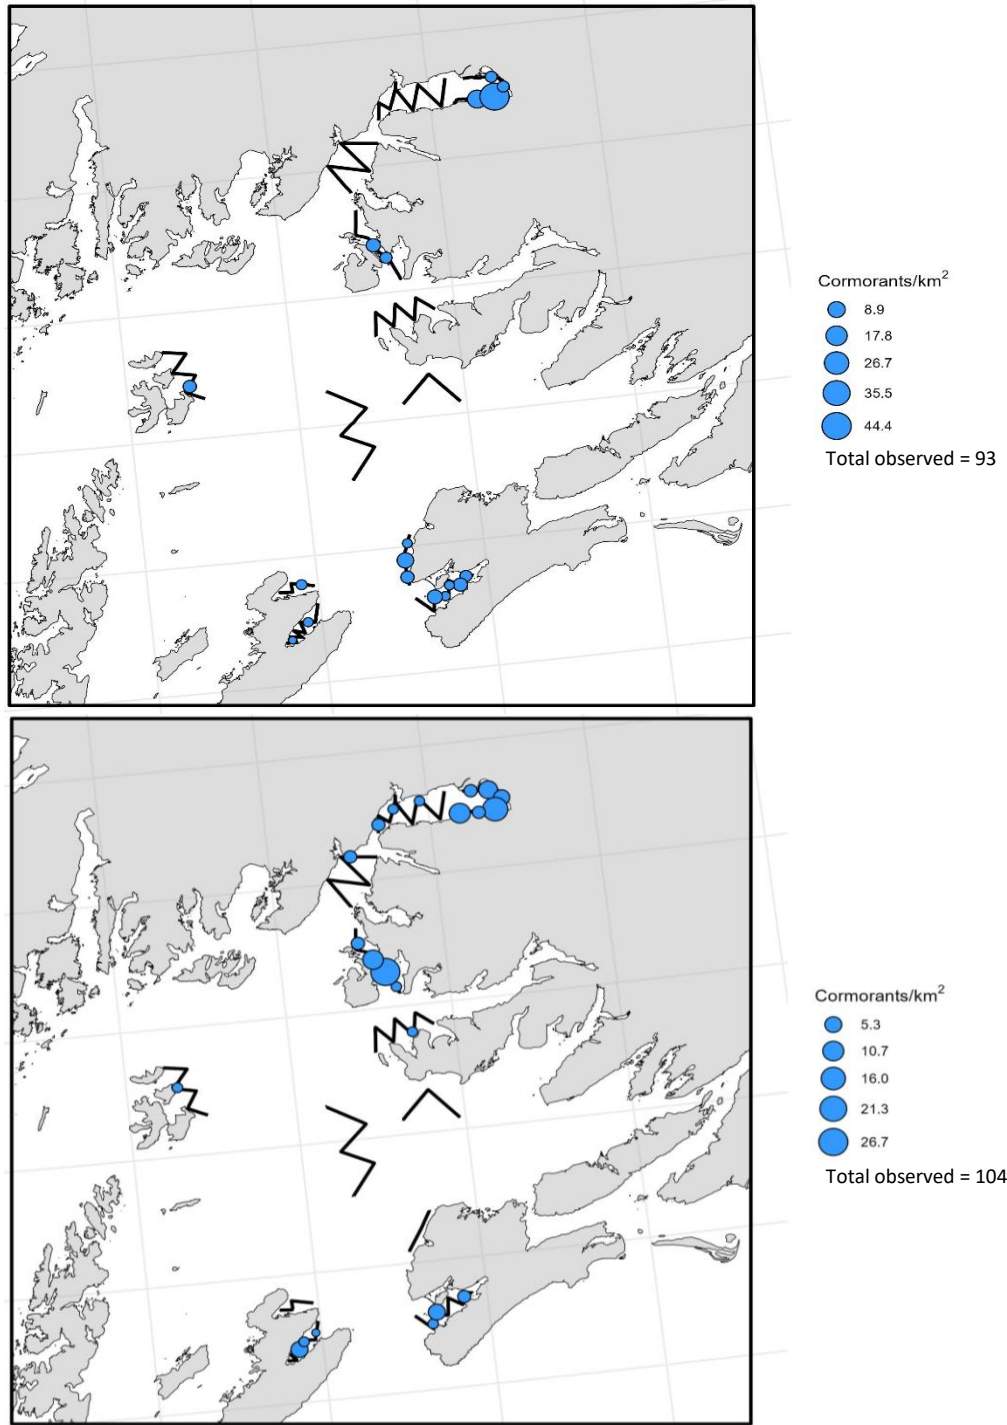 Cormorants/km²
8.9
17.8
26.7
35.5
44.4
Total observed = 93
Cormorants/km²
5.3
10.7
16.0
21.3
26.7
Total observed = 104